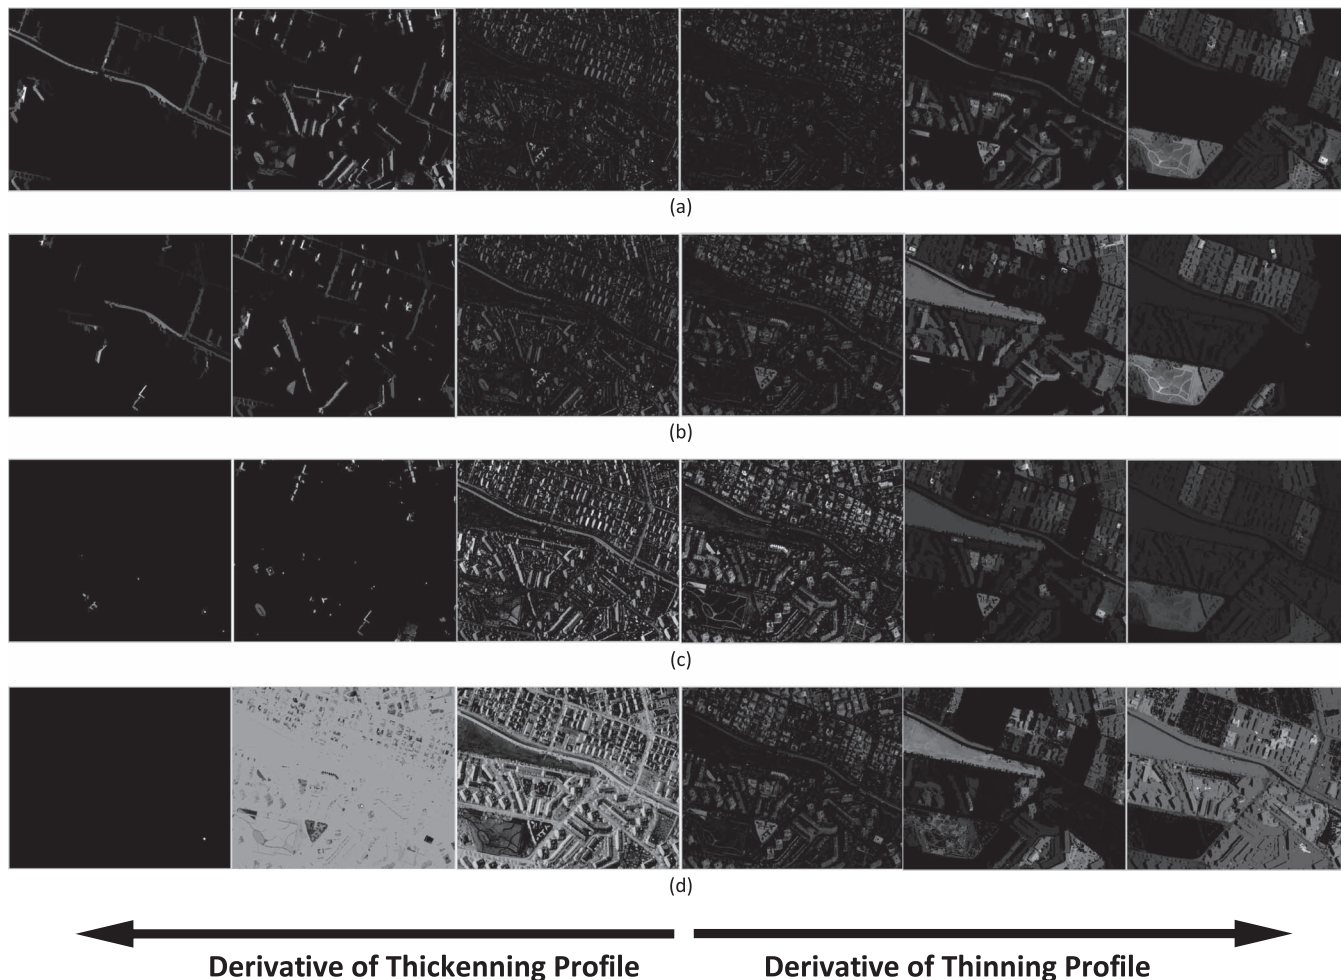 (a)
(b)
(c)
(d)
Derivative of Thickenning Profile
Derivative of Thinning Profile